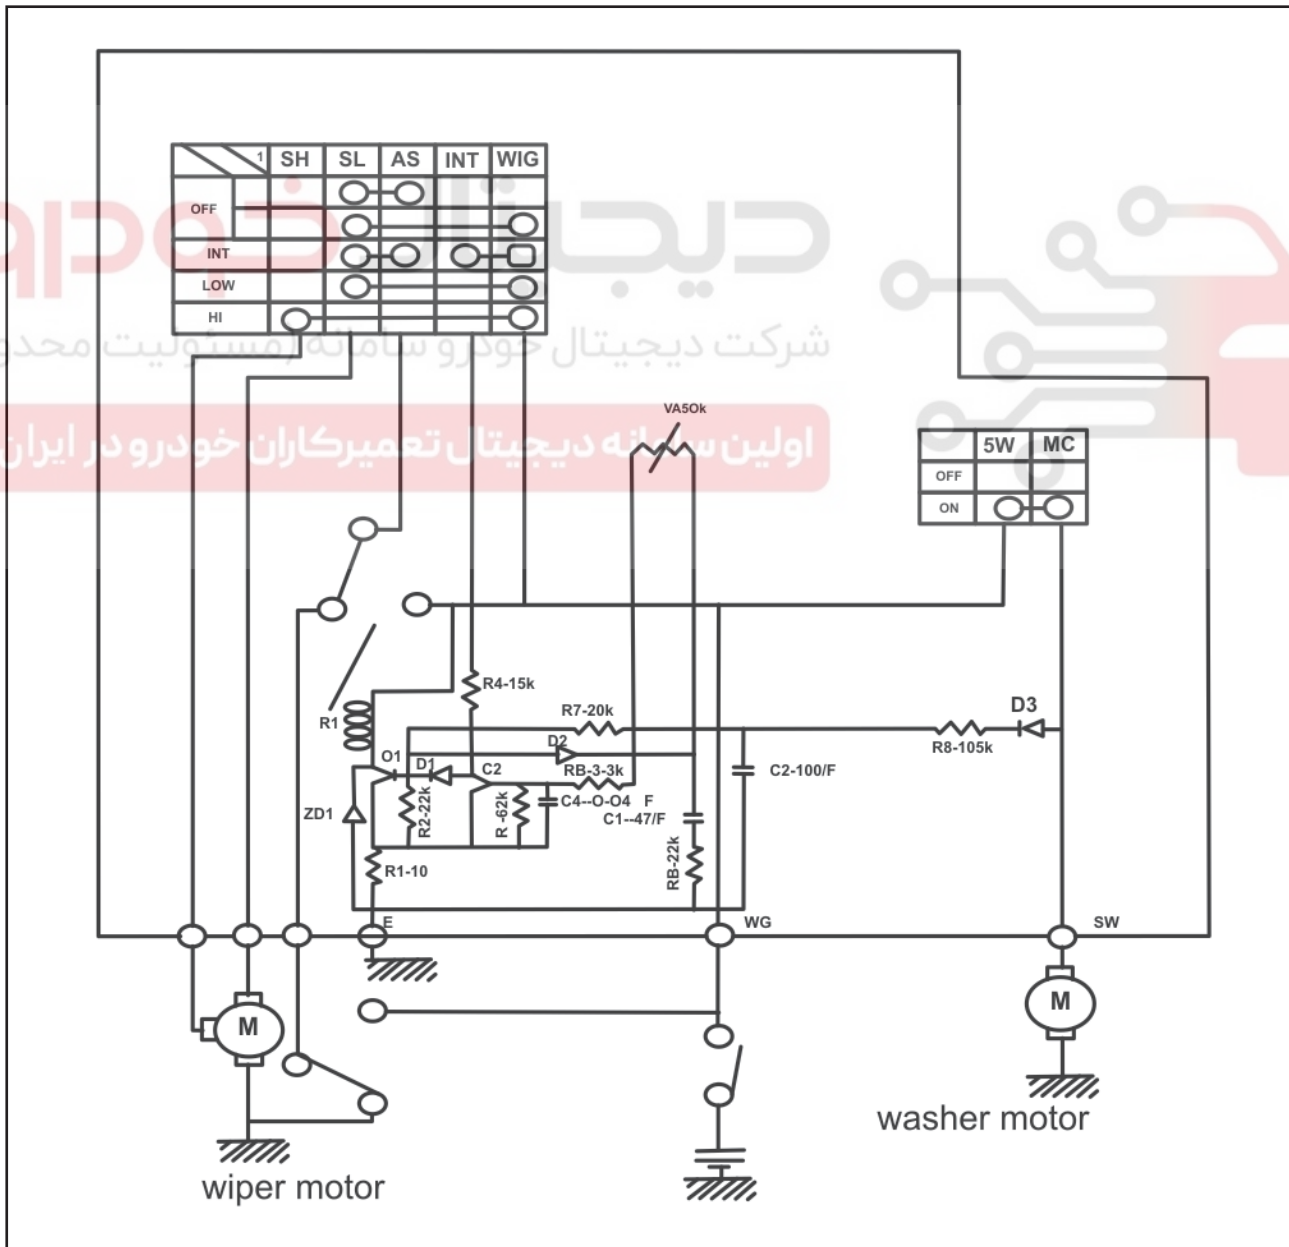 1 SH SL AS INT WIG
OFF
INT
LOW
HI
دیجیتال خودرو
شرکت دیجیتال خودرو سامانه (مسئولیت محدو
اولین سامانه دیجیتال تعمیرکاران خودرو در ایران
VA5Ok
5W MC
OFF
ON
R4-15k
R1
R7-20k
D3
R8-105k
O1
D1
C2
D2
RB-3-3k
C2-100/F
ZD1
R2-22k
R -62k
C4--O-O4 F
C1--47/F
RB-22k
R1-10
E
WG
SW
M
M
washer motor
wiper motor